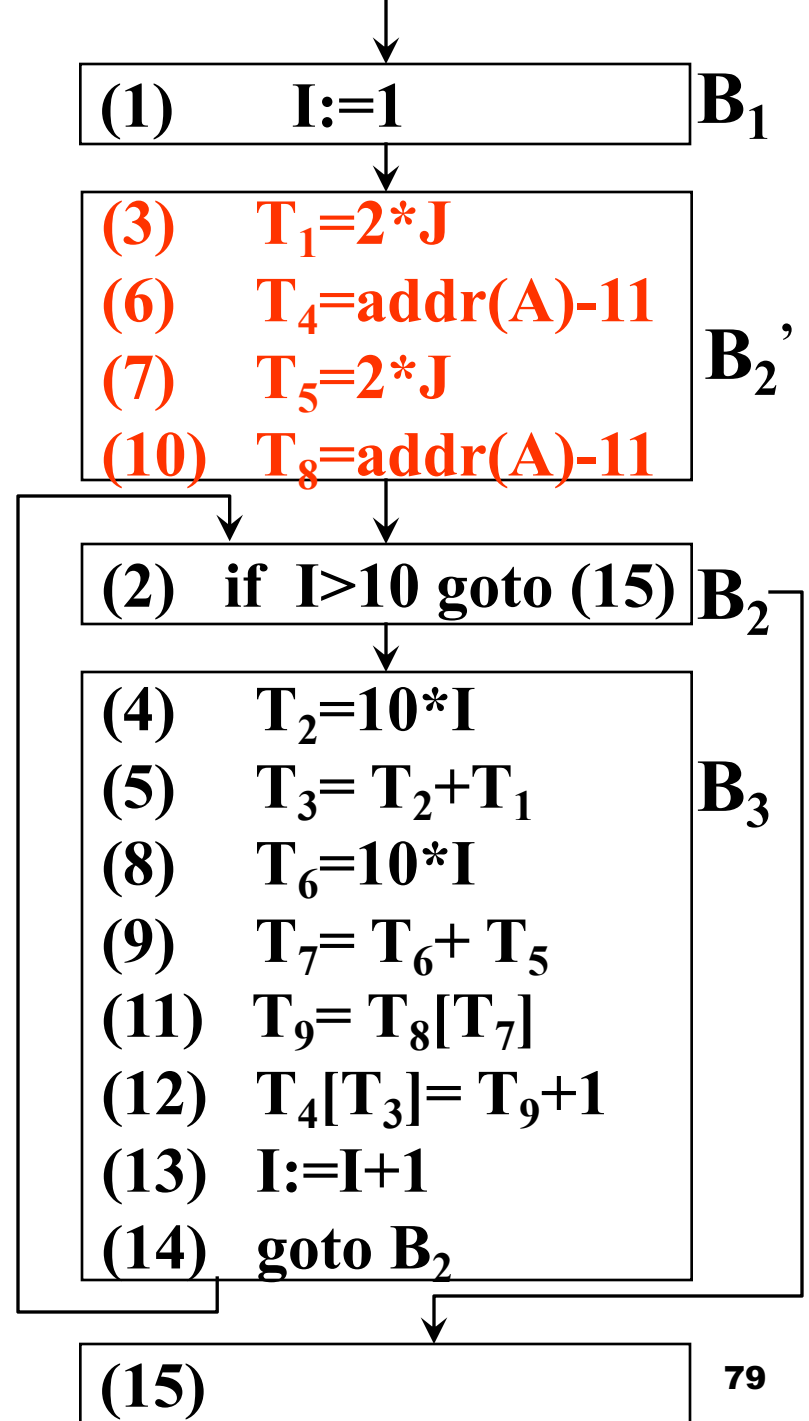 (1) I:=1 B₁
(3) T₁=2*J
(6) T₄=addr(A)-11
(7) T₅=2*J B₂’
(10) T₈=addr(A)-11
(2) if I>10 goto (15) B₂
(4) T₂=10*I
(5) T₃= T₂+T₁ B₃
(8) T₆=10*I
(9) T₇= T₆+ T₅
(11) T₉= T₈[T₇]
(12) T₄[T₃]= T₉+1
(13) I:=I+1
(14) goto B₂
(15) 79